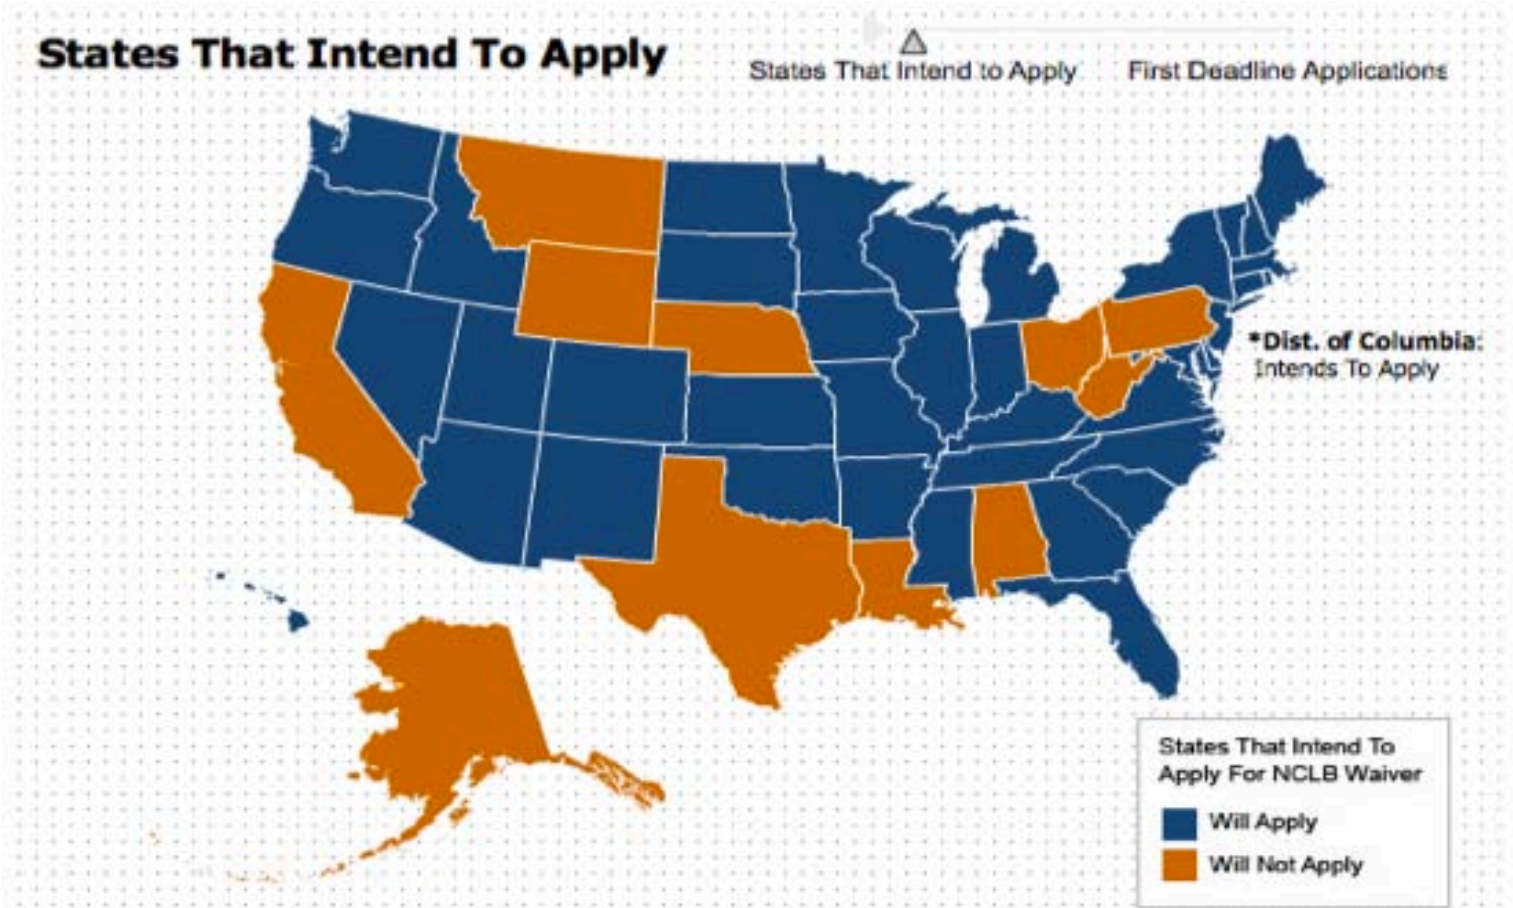 States That Intend To Apply
States That Intend to Apply
First Deadline Applications
*Dist. of Columbia:
Intends To Apply
States That Intend To
Apply For NCLB Waiver
Will Apply
Will Not Apply